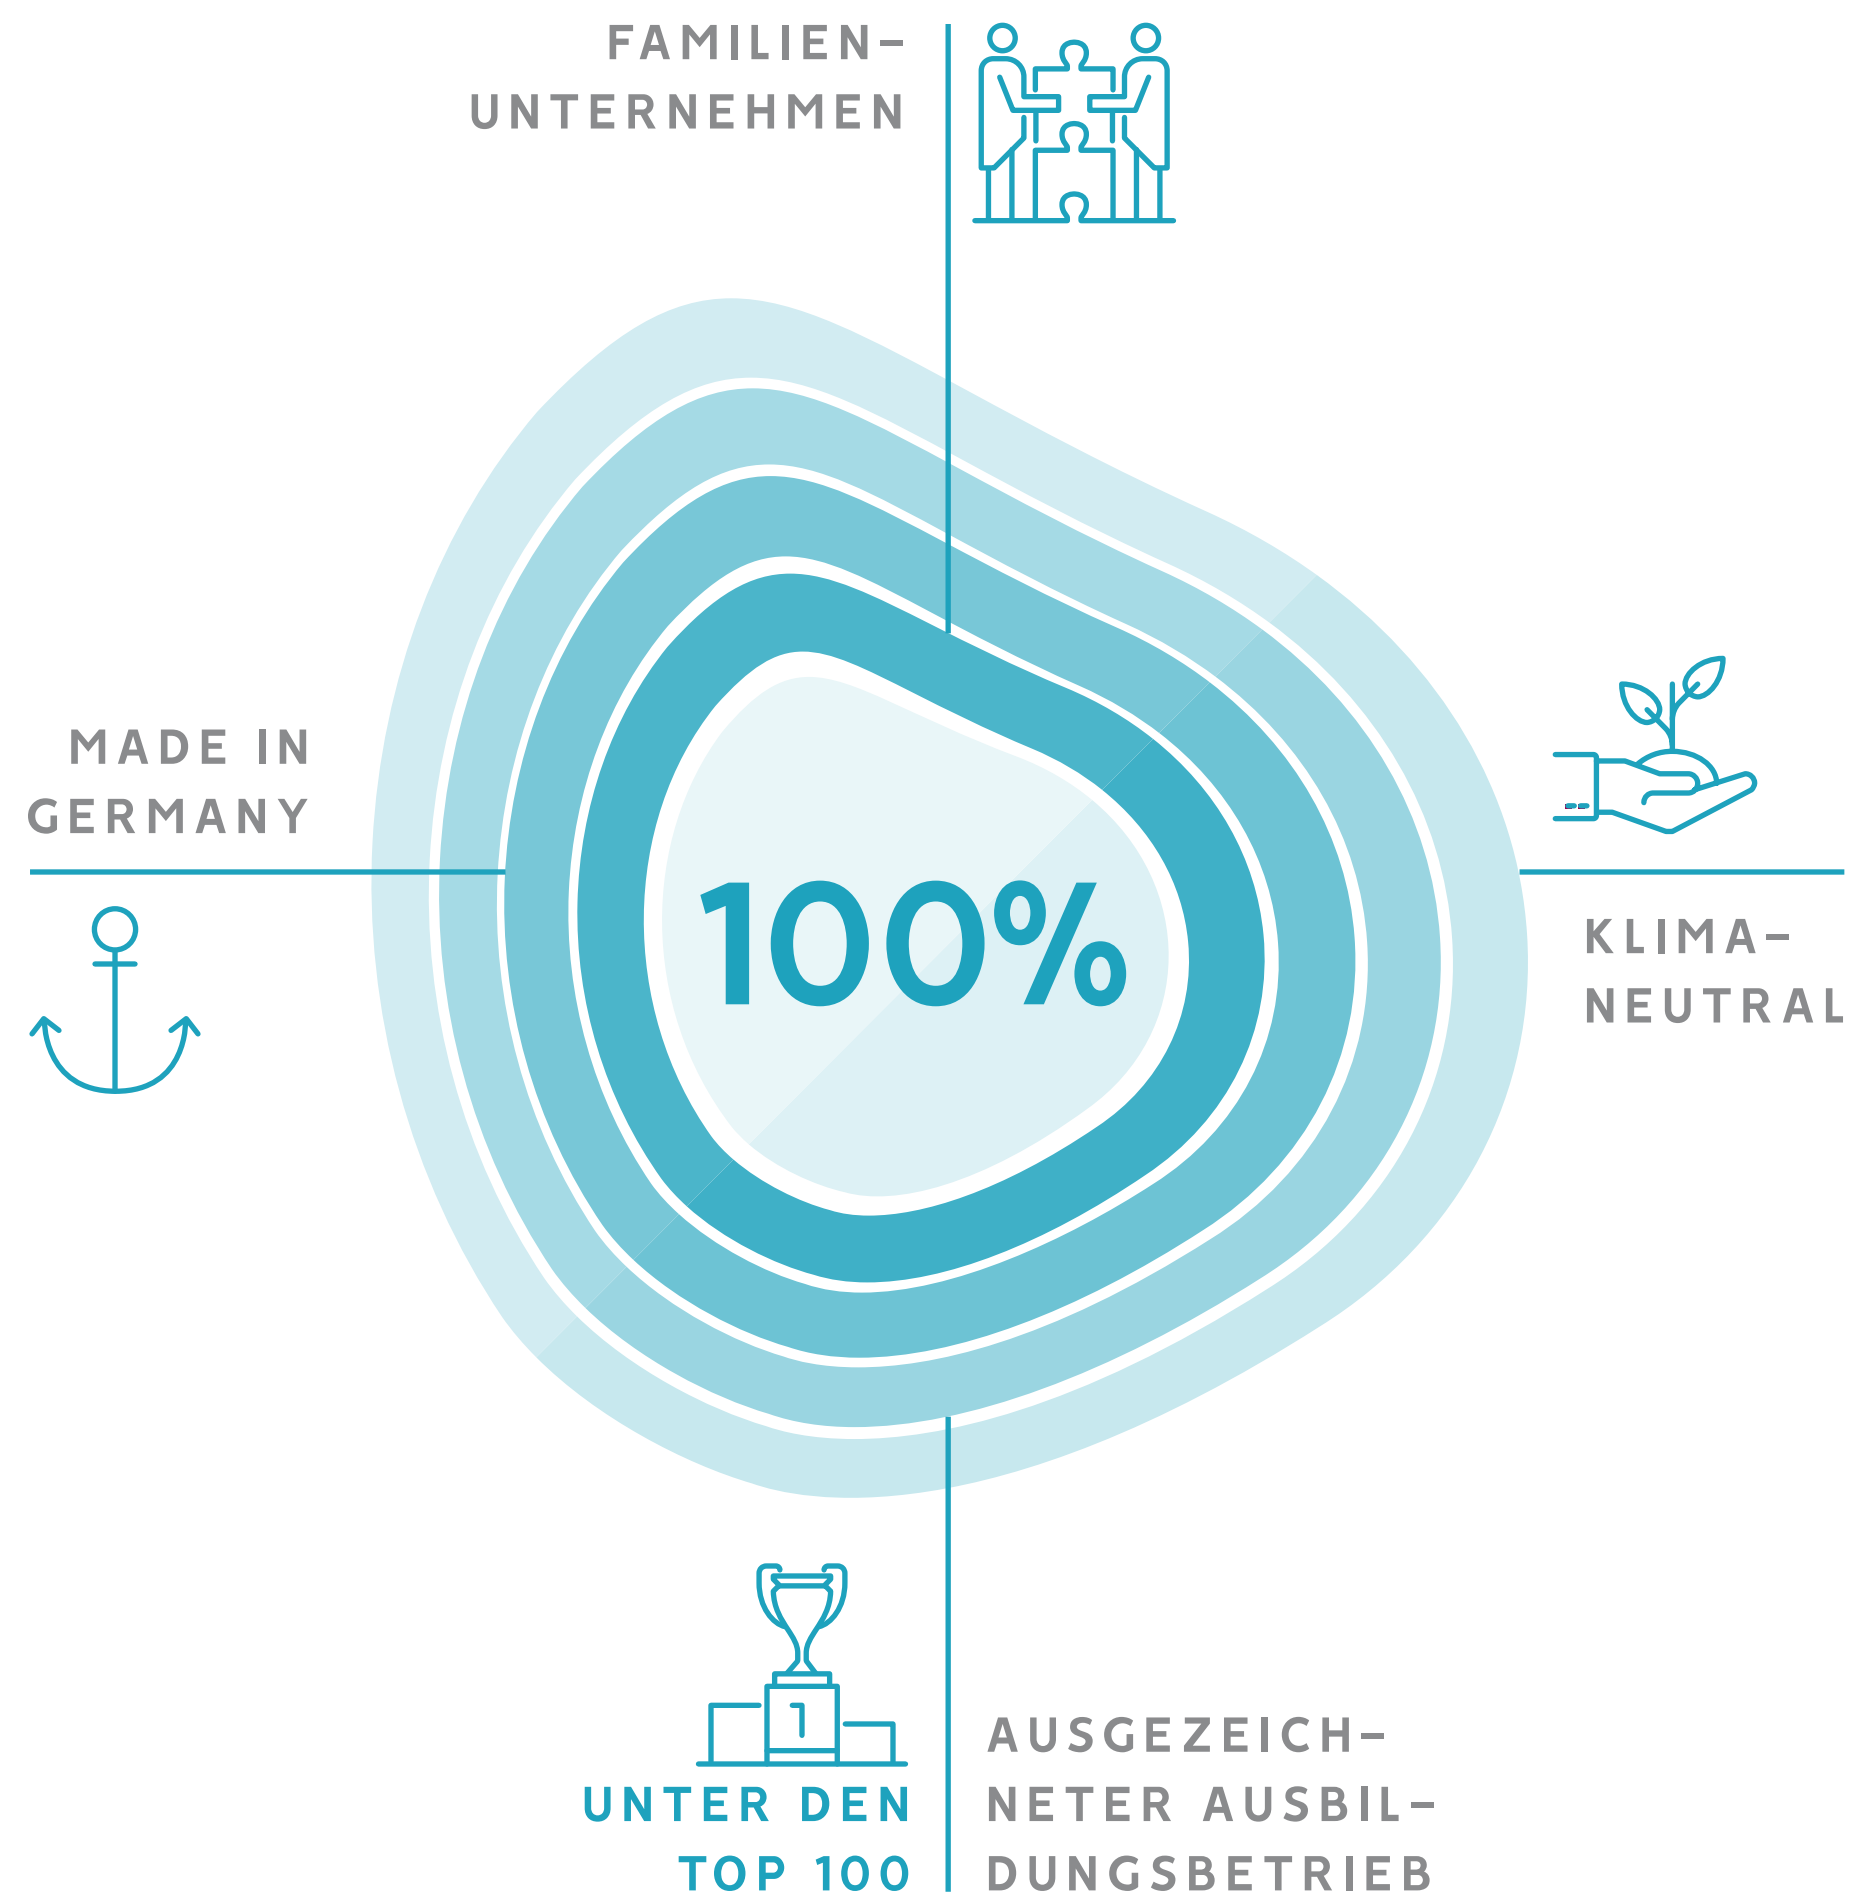 FAMILIEN–
UNTERNEHMEN
MADE IN
GERMANY
100%
KLIMA–
NEUTRAL
1
UNTER DEN
TOP 100
AUSGEZEICH–
NETER AUSBIL–
DUNGSBETRIEB